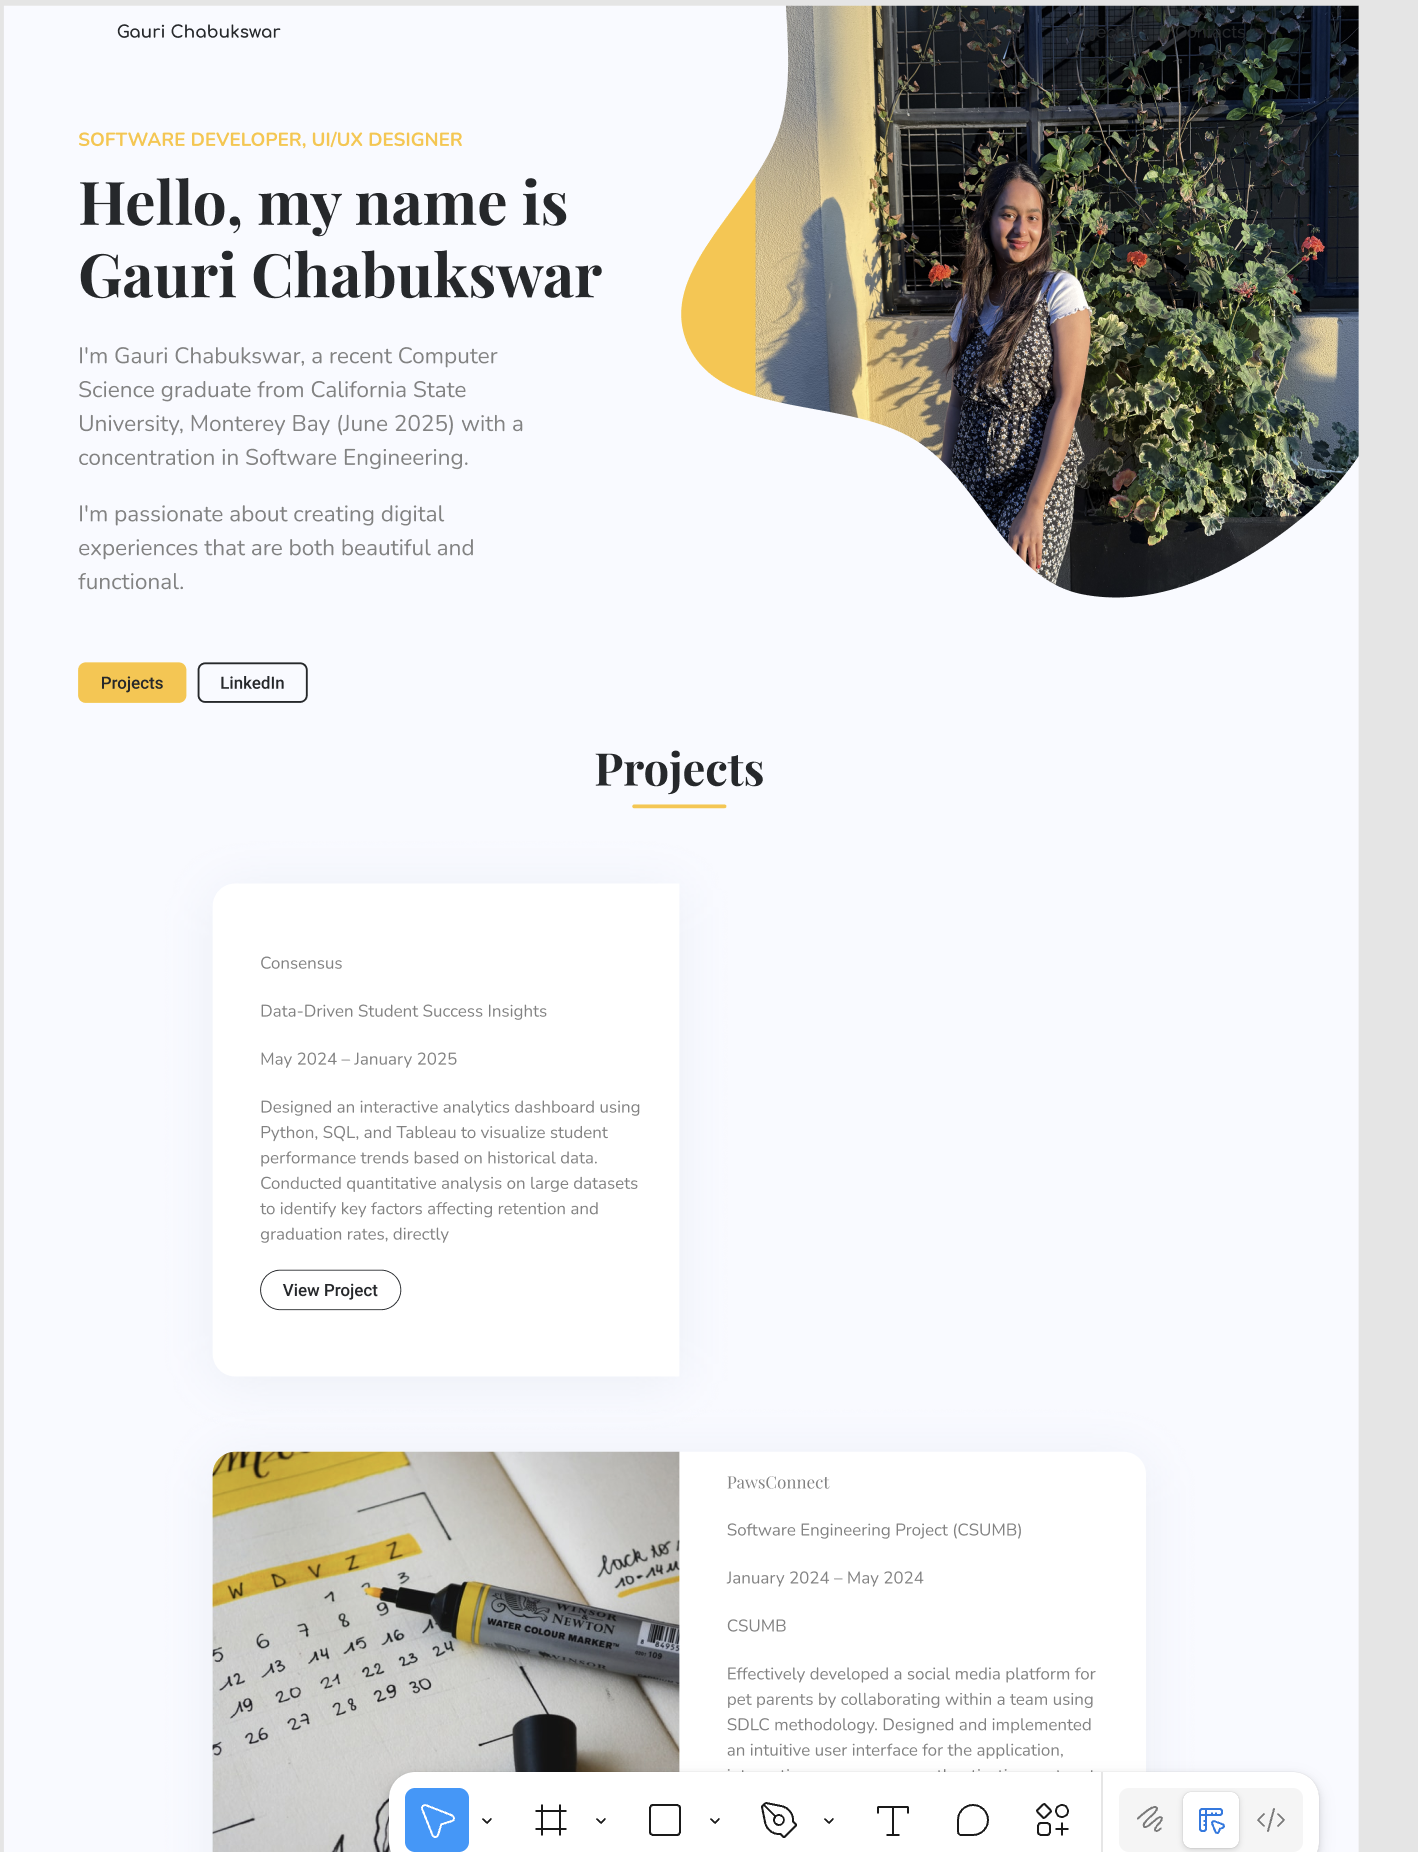 Gauri Chabukswar
Contacts
SOFTWARE DEVELOPER, UI/UX DESIGNER
Hello, my name is
Gauri Chabukswar
I'm Gauri Chabukswar, a recent Computer
Science graduate from California State
University, Monterey Bay (June 2025) with a
concentration in Software Engineering.
I'm passionate about creating digital
experiences that are both beautiful and
functional.
Projects
LinkedIn
Projects
Consensus
Data-Driven Student Success Insights
May 2024 – January 2025
Designed an interactive analytics dashboard using
Python, SQL, and Tableau to visualize student
performance trends based on historical data.
Conducted quantitative analysis on large datasets
to identify key factors affecting retention and
graduation rates, directly
View Project
W D V Z Z
1 2 3
5 6 7 8 9
12 13 14 15 16
19 20 21 22 23 24
5 26 27 28 29 30
back to
10-14
WINSOR
& NEWTON
WATER COLOUR MARKER™
WINSOR
109
PawsConnect
Software Engineering Project (CSUMB)
January 2024 – May 2024
CSUMB
Effectively developed a social media platform for
pet parents by collaborating within a team using
SDLC methodology. Designed and implemented
an intuitive user interface for the application,